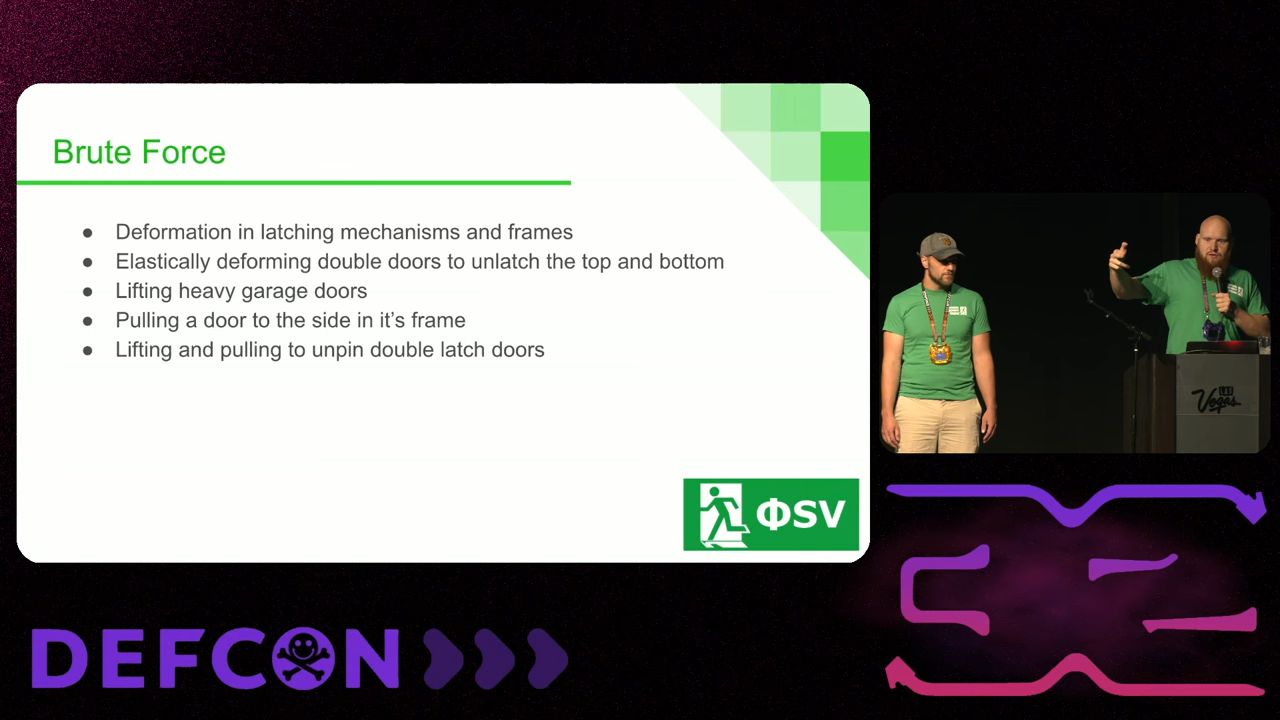 Brute Force
● Deformation in latching mechanisms and frames
● Elastically deforming double doors to unlatch the top and bottom
● Lifting heavy garage doors
● Pulling a door to the side in it’s frame
● Lifting and pulling to unpin double latch doors
ΦSV
LAS
Vegas
DEFCON